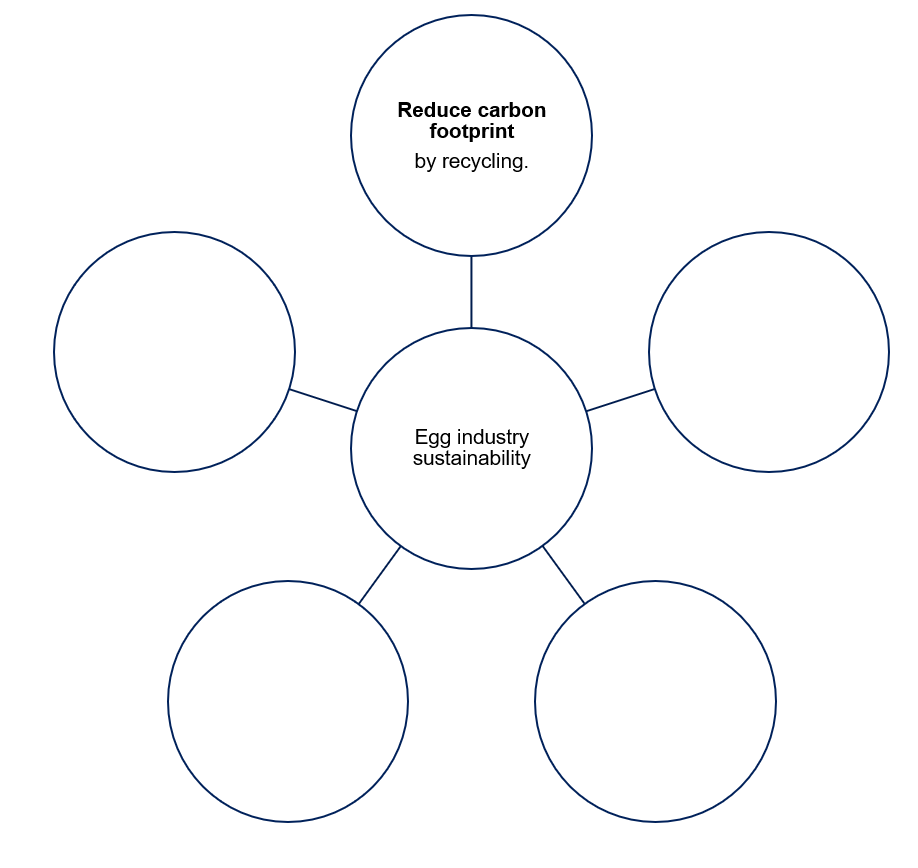 Reduce carbon
footprint
by recycling.
Egg industry
sustainability